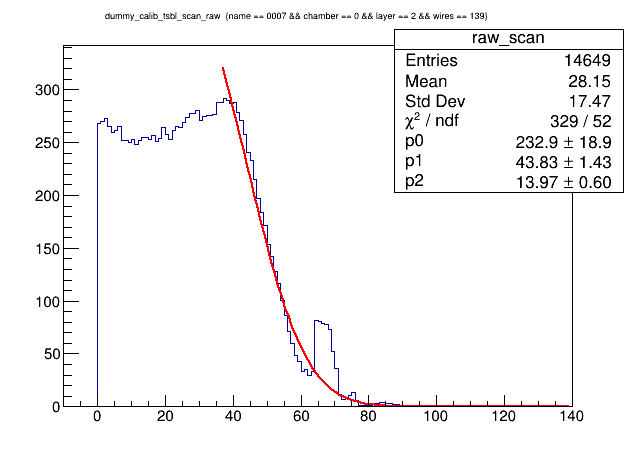 dummy_calib_tsbl_scan_raw (name == 0007 && chamber == 0 && layer == 2 && wires == 139)
raw_scan
Entries 14649
Mean 28.15
Std Dev 17.47
χ² / ndf 329 / 52
p0 232.9 ± 18.9
p1 43.83 ± 1.43
p2 13.97 ± 0.60
300
250
200
150
100
50
0
0 20 40 60 80 100 120 140